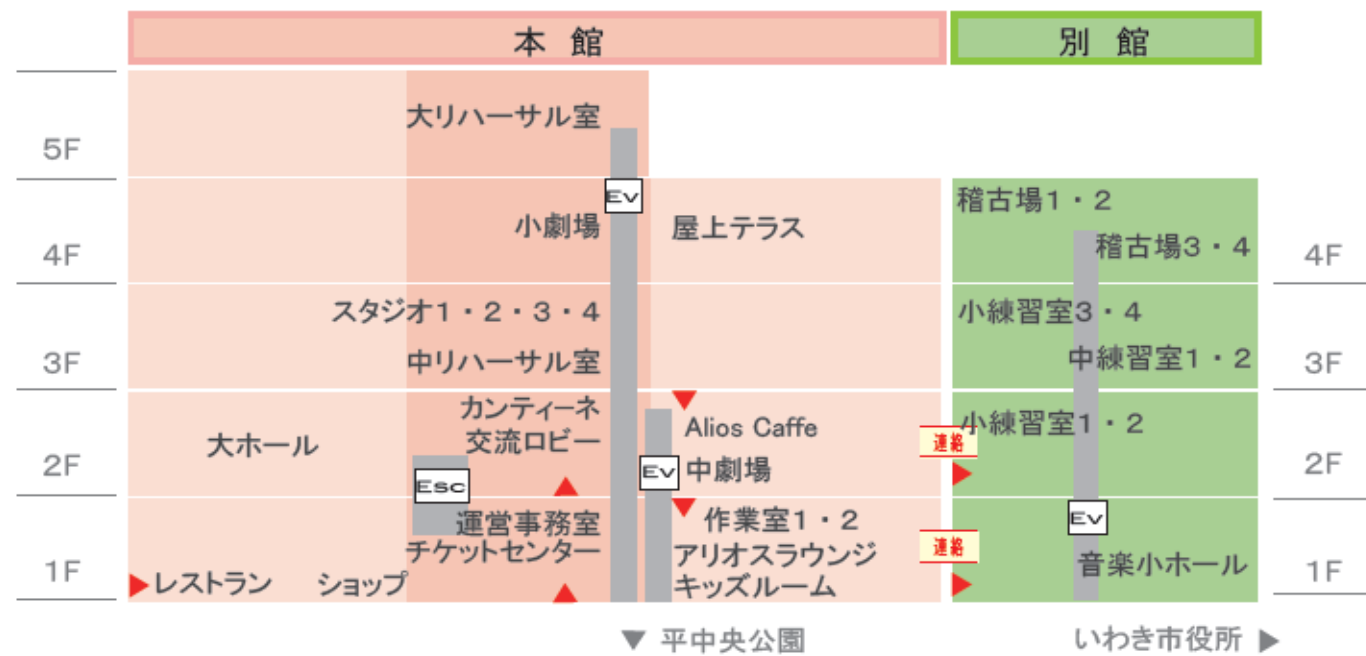 本館
別館
5F
大リハーサル室
Ev
4F
小劇場
屋上テラス
稽古場1・2
稽古場3・4
4F
3F
スタジオ1・2・3・4
中リハーサル室
小練習室3・4
中練習室1・2
3F
2F
大ホール
カンティーネ
交流ロビー
Esc
Alios Caffe
Ev
中劇場
連絡
小練習室1・2
2F
1F
レストラン
ショップ
運営事務室
チケットセンター
作業室1・2
アリオスラウンジ
キッズルーム
連絡
Ev
音楽小ホール
1F
▼ 平中央公園
いわき市役所 ▶